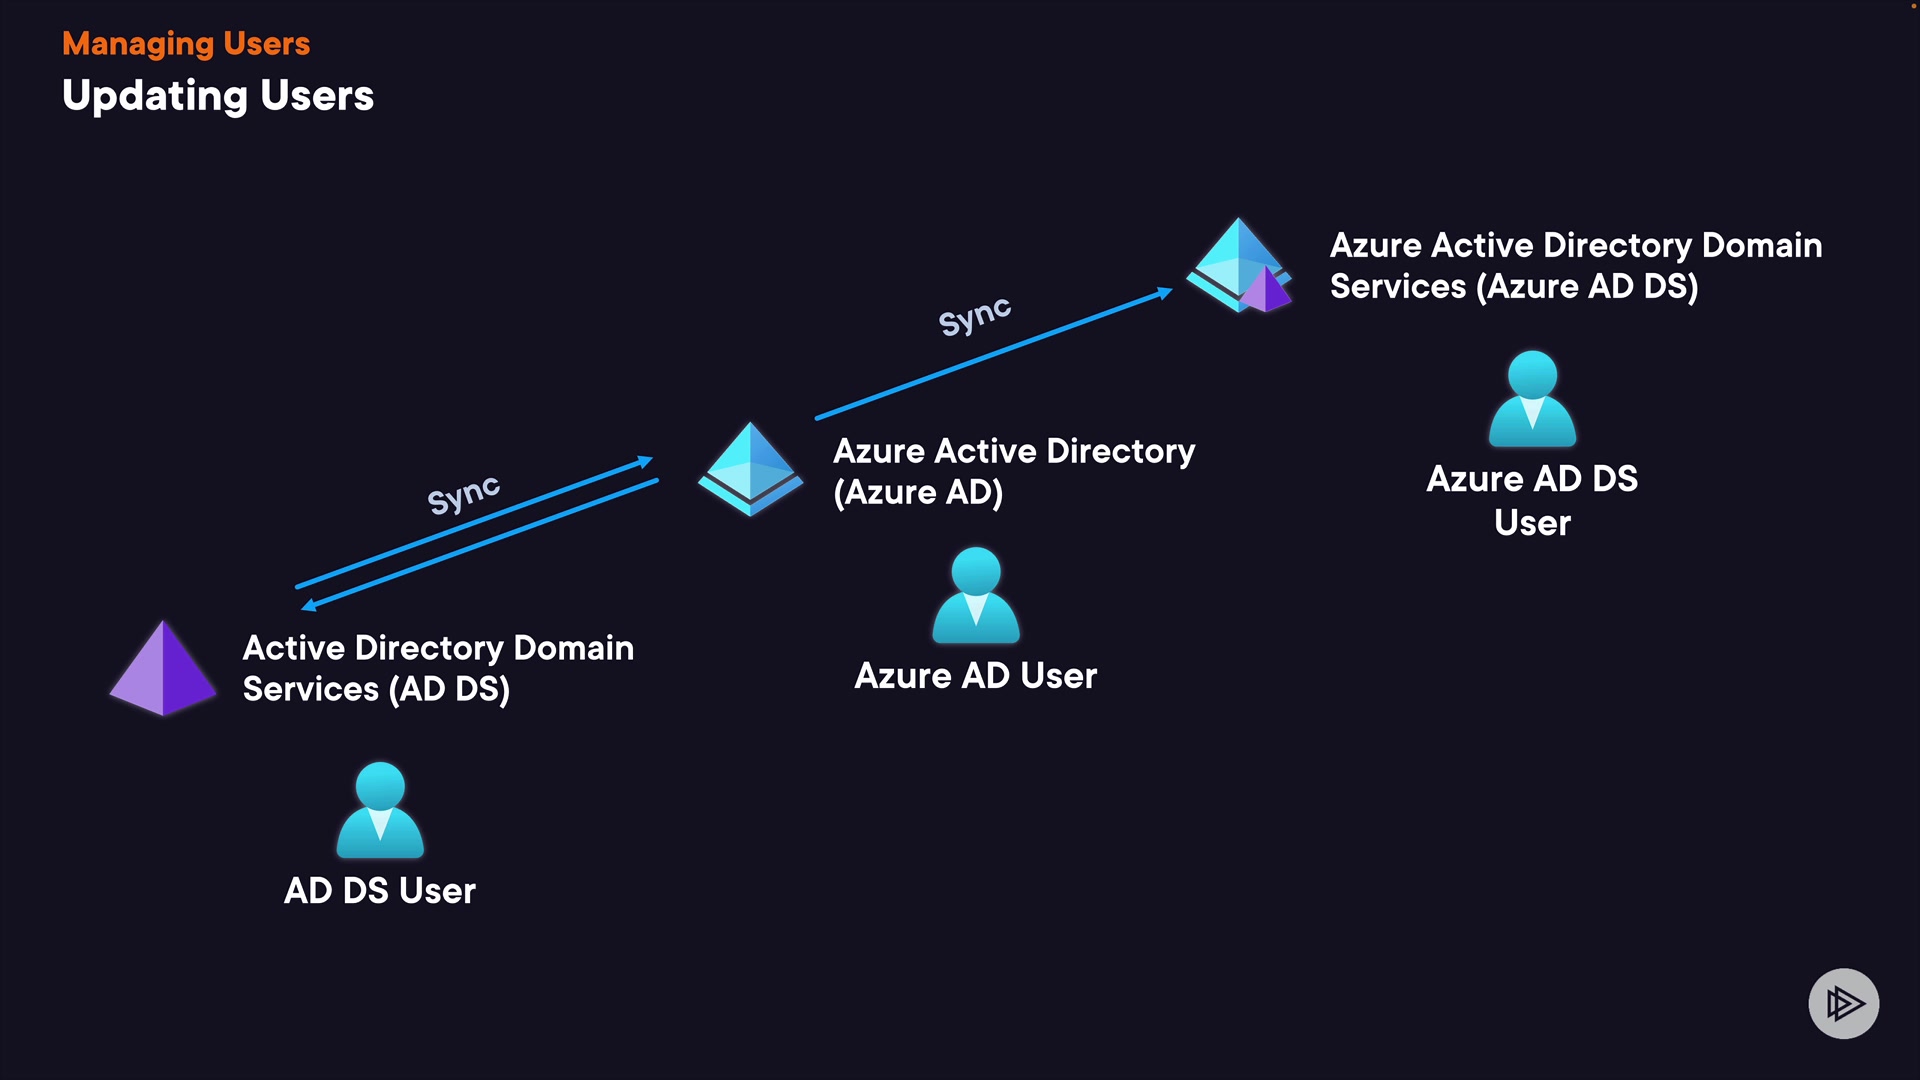 Managing Users
Updating Users
Azure Active Directory Domain
Services (Azure AD DS)
Sync
Azure AD DS
User
Azure Active Directory
(Azure AD)
Sync
Azure AD User
Active Directory Domain
Services (AD DS)
AD DS User